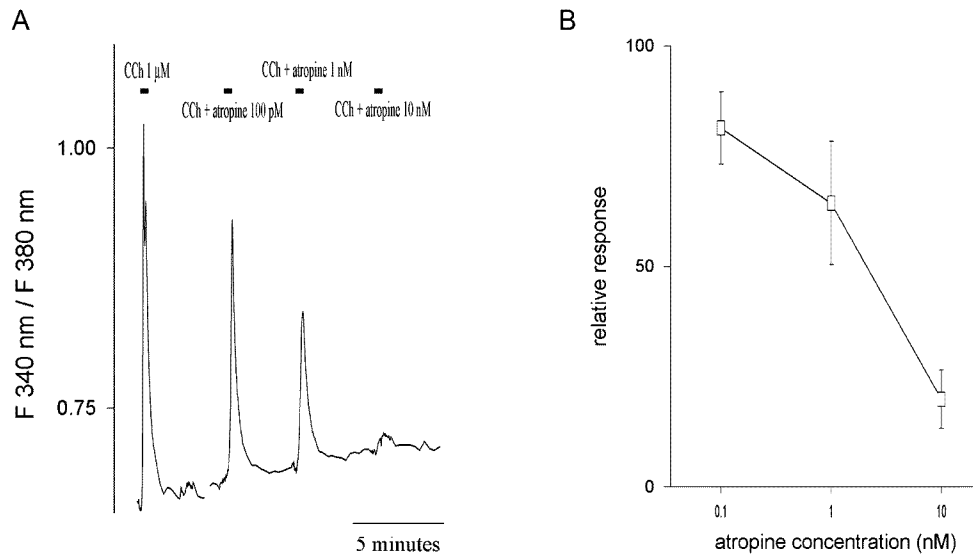 A
CCh 1 µM
CCh + atropine 100 pM
CCh + atropine 1 nM
CCh + atropine 10 nM
1.00
0.75
F 340 nm / F 380 nm
5 minutes
B
100
50
0
relative response
0.1 1 10
atropine concentration (nM)